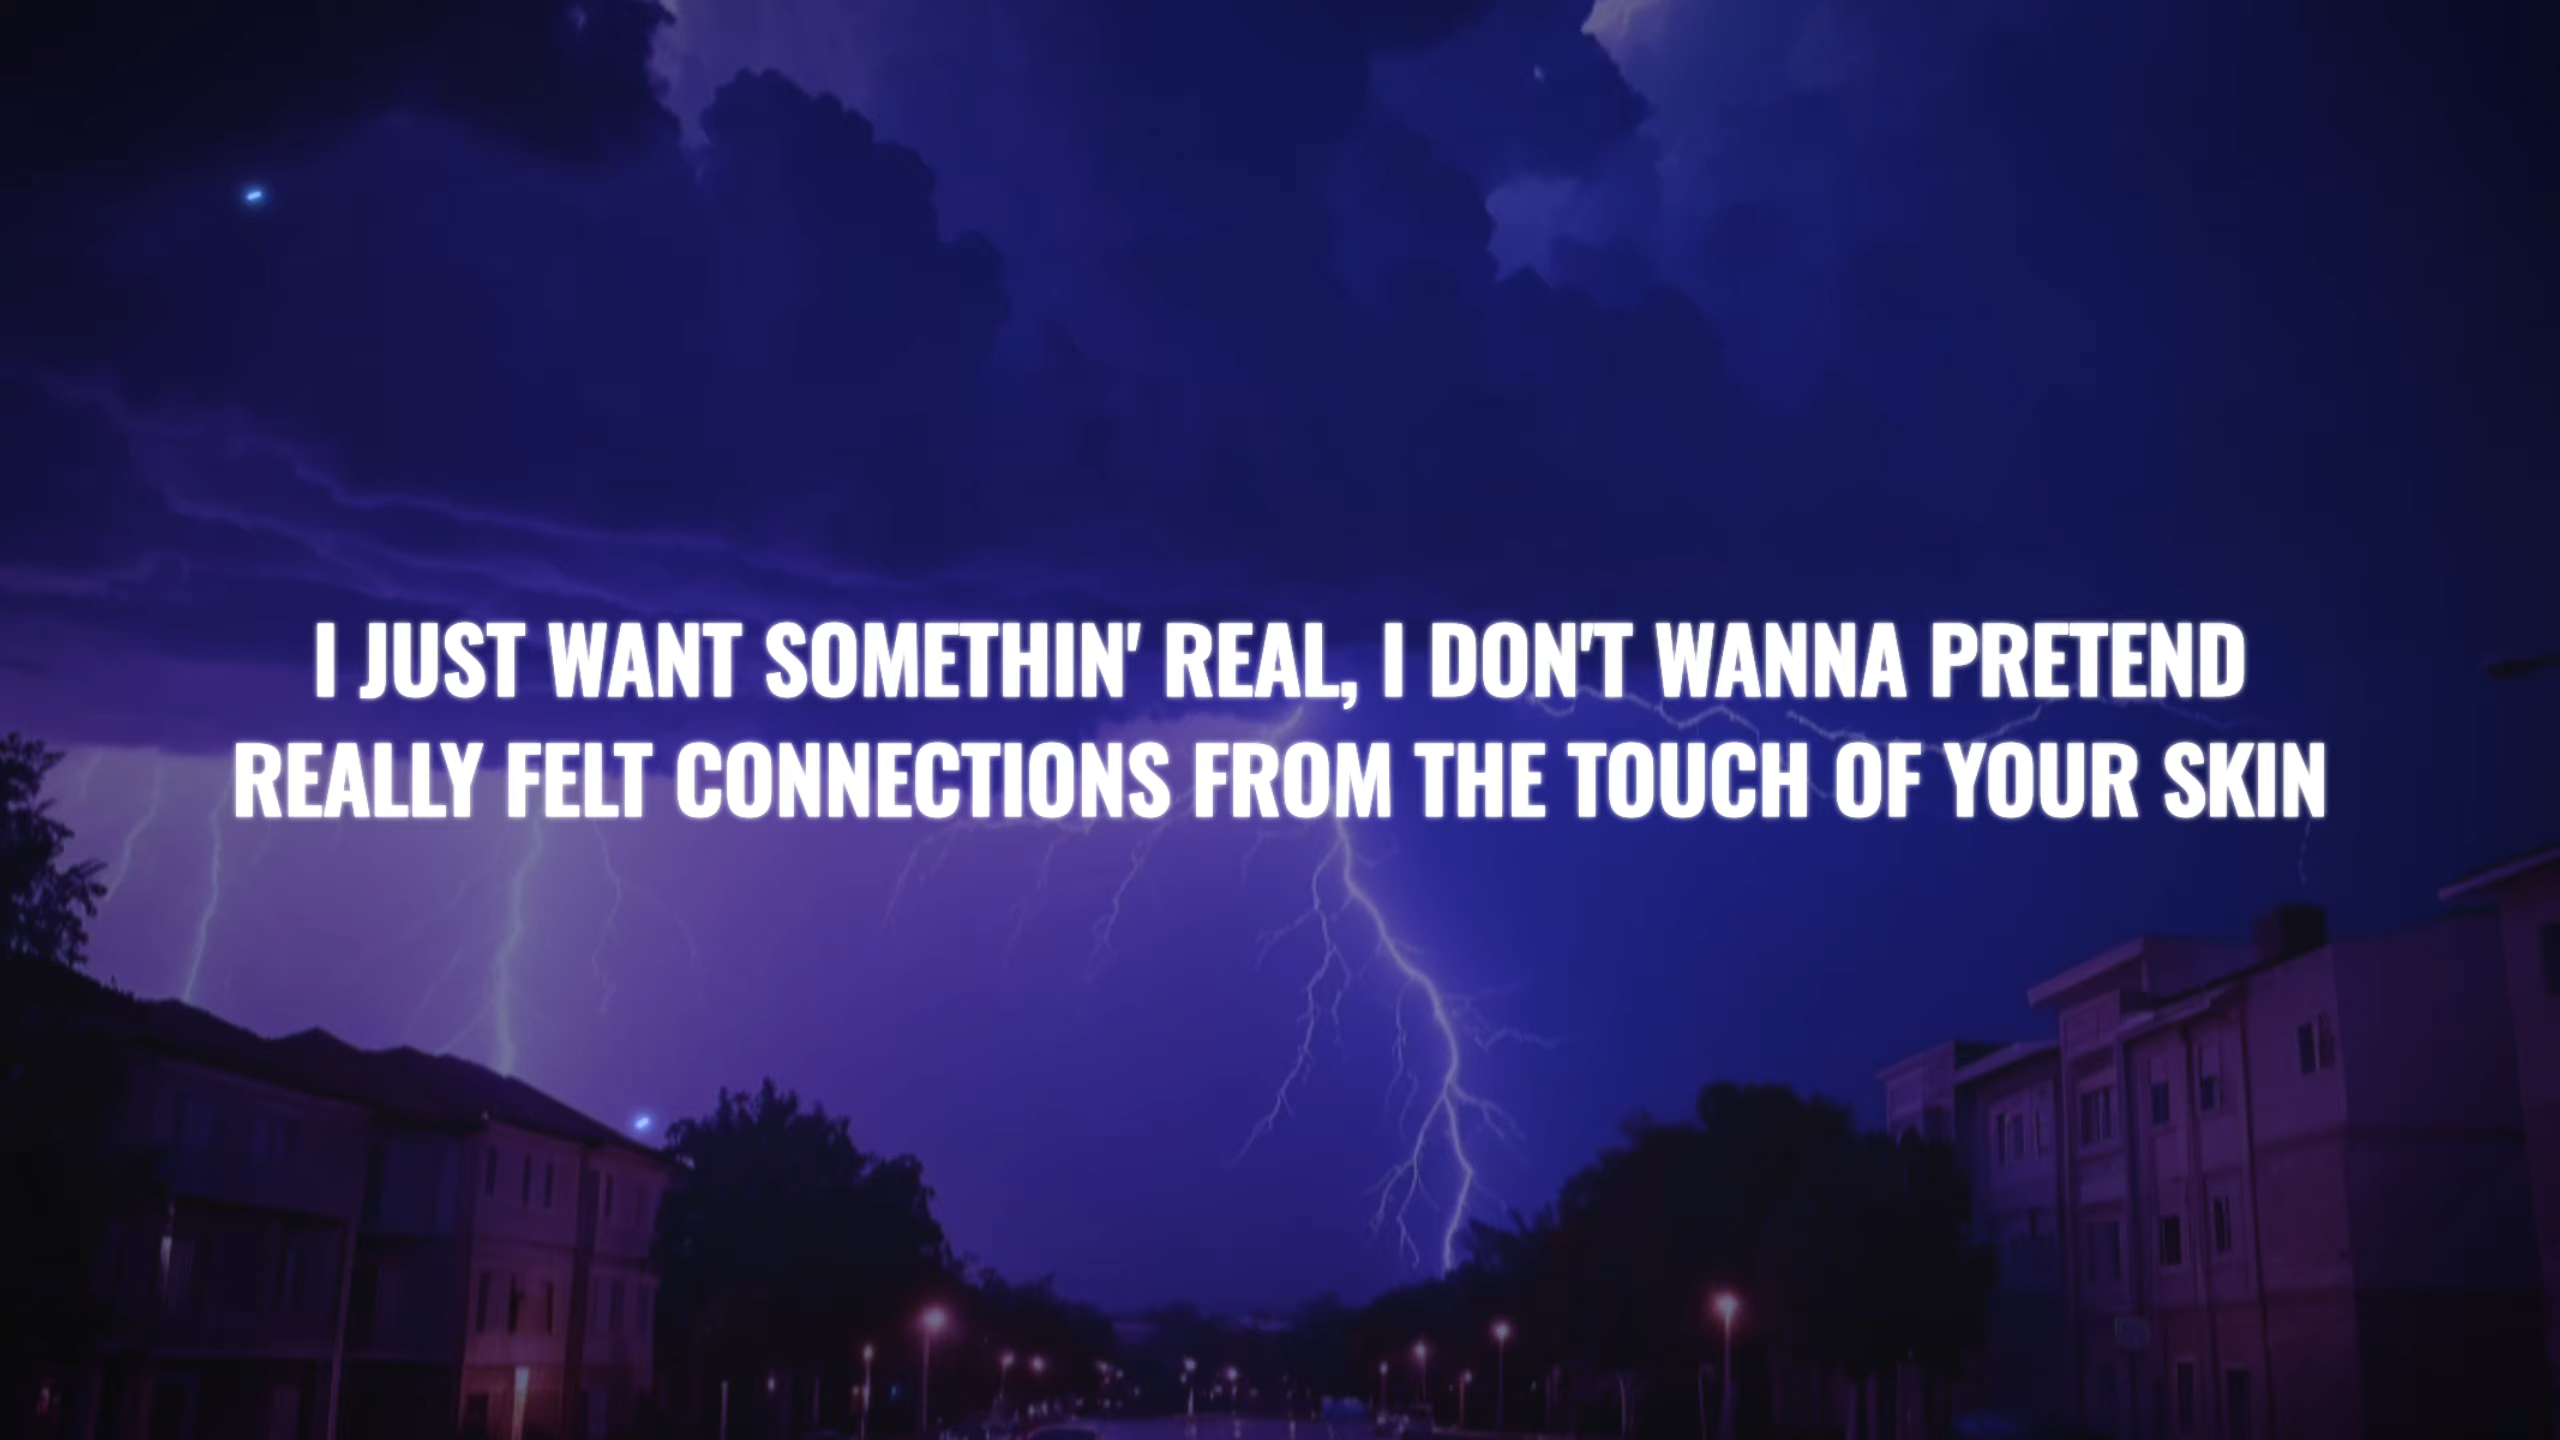 I JUST WANT SOMETHIN' REAL, I DON'T WANNA PRETEND
REALLY FELT CONNECTIONS FROM THE TOUCH OF YOUR SKIN